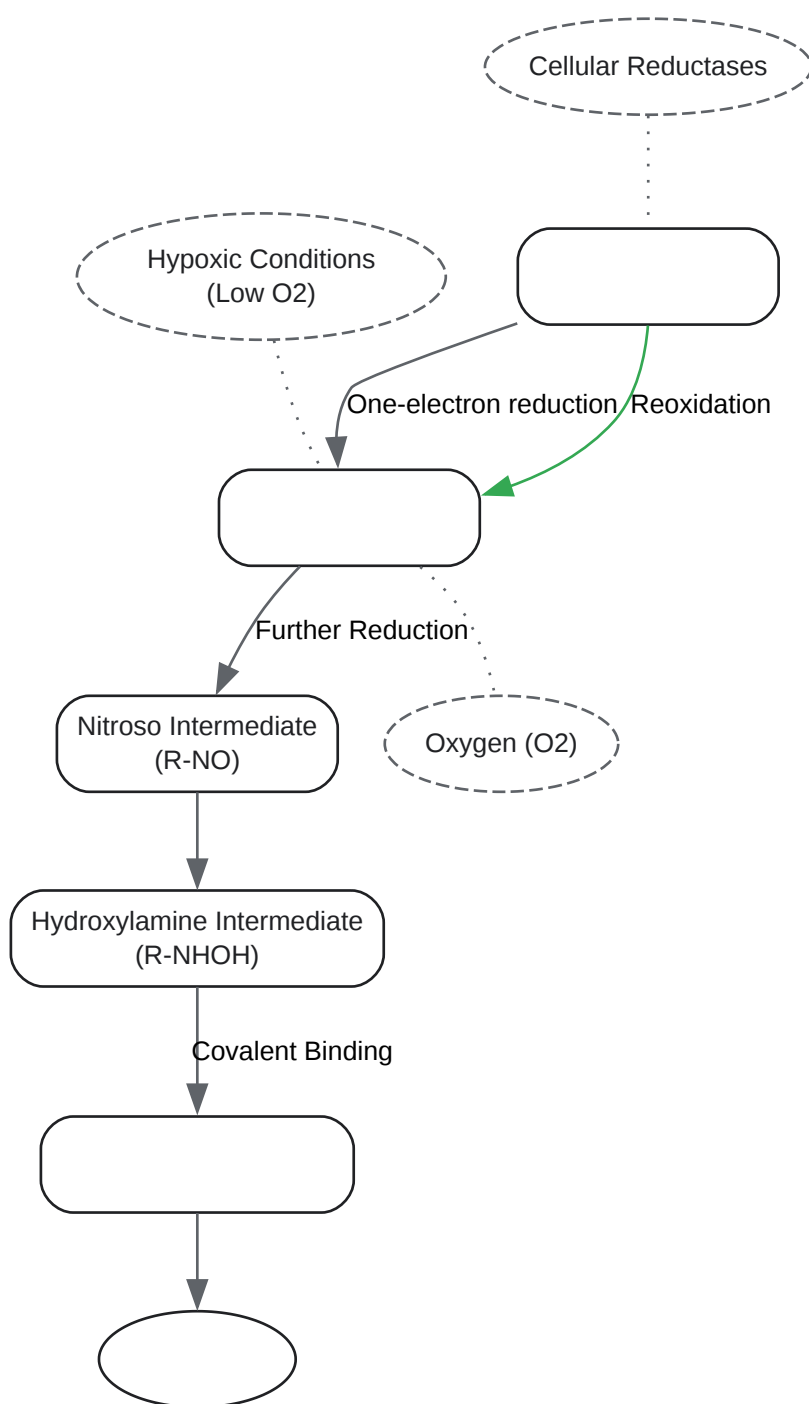 Cellular Reductases
Hypoxic Conditions
(Low O2)
One-electron reduction
Reoxidation
Further Reduction
Nitroso Intermediate
(R-NO)
Oxygen (O2)
Hydroxylamine Intermediate
(R-NHOH)
Covalent Binding